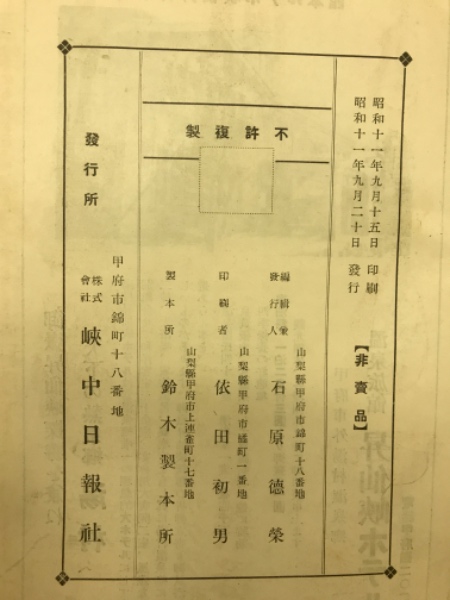 昭和十一年九月十五日 印刷
昭和十一年九月二十日 發行
【非賣品】
不許複製
山梨縣甲府市錦町十八番地
編輯兼
發行人 石原德榮
山梨縣甲府市橘町一番地
印刷者 依田初男
山梨縣甲府市上連雀町十七番地
製本所 鈴木製本所
發行所
甲府市錦町十八番地
株式
會社 峽中日報社